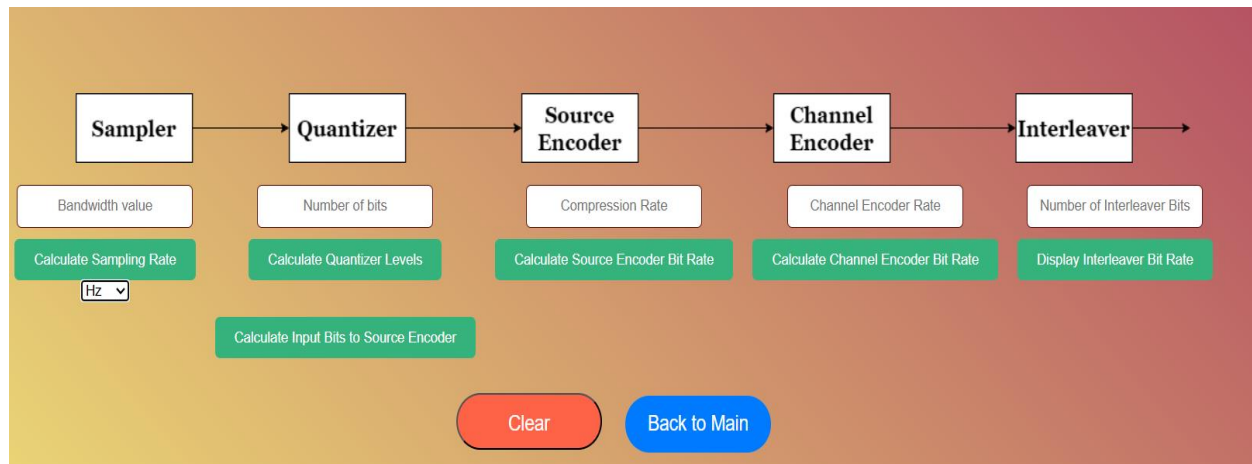 Sampler
Quantizer
Source
Encoder
Channel
Encoder
Interleaver
Bandwidth value
Number of bits
Compression Rate
Channel Encoder Rate
Number of Interleaver Bits
Calculate Sampling Rate
Calculate Quantizer Levels
Calculate Source Encoder Bit Rate
Calculate Channel Encoder Bit Rate
Display Interleaver Bit Rate
Hz
Calculate Input Bits to Source Encoder
Clear
Back to Main